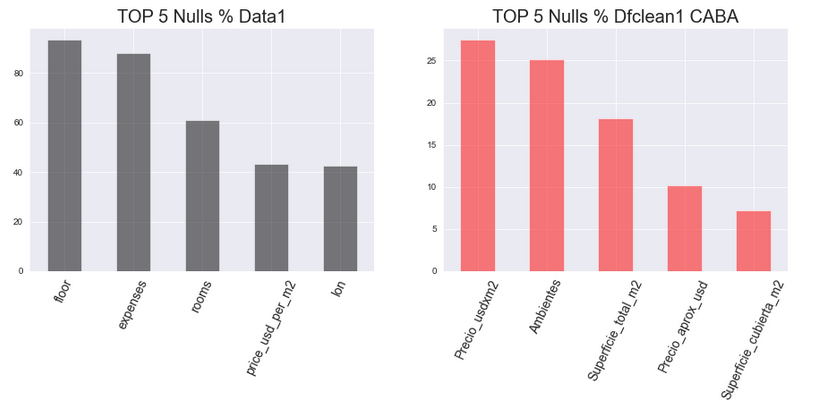 TOP 5 Nulls % Data1
80
60
40
20
0
floor
expenses
rooms
price_usd_per_m2
lon
TOP 5 Nulls % Dfclean1 CABA
25
20
15
10
5
0
Precio_usdxm2
Ambientes
Superficie_total_m2
Precio_aprox_usd
Superficie_cubierta_m2